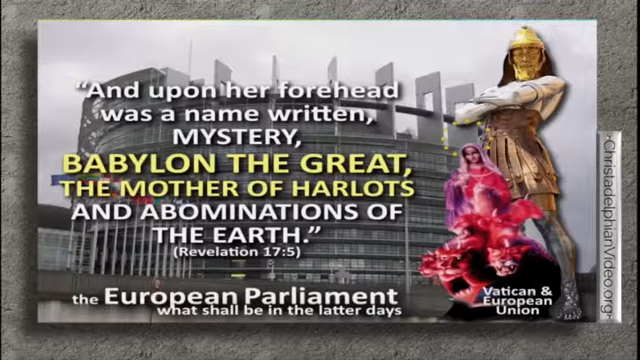 “And upon her forehead
was a name written,
MYSTERY,
BABYLON THE GREAT,
THE MOTHER OF HARLOTS
AND ABOMINATIONS OF
THE EARTH.”
(Revelation 17:5)
the European Parliament
what shall be in the latter days
Vatican &
European
Union
ChristadelphianVideo.org